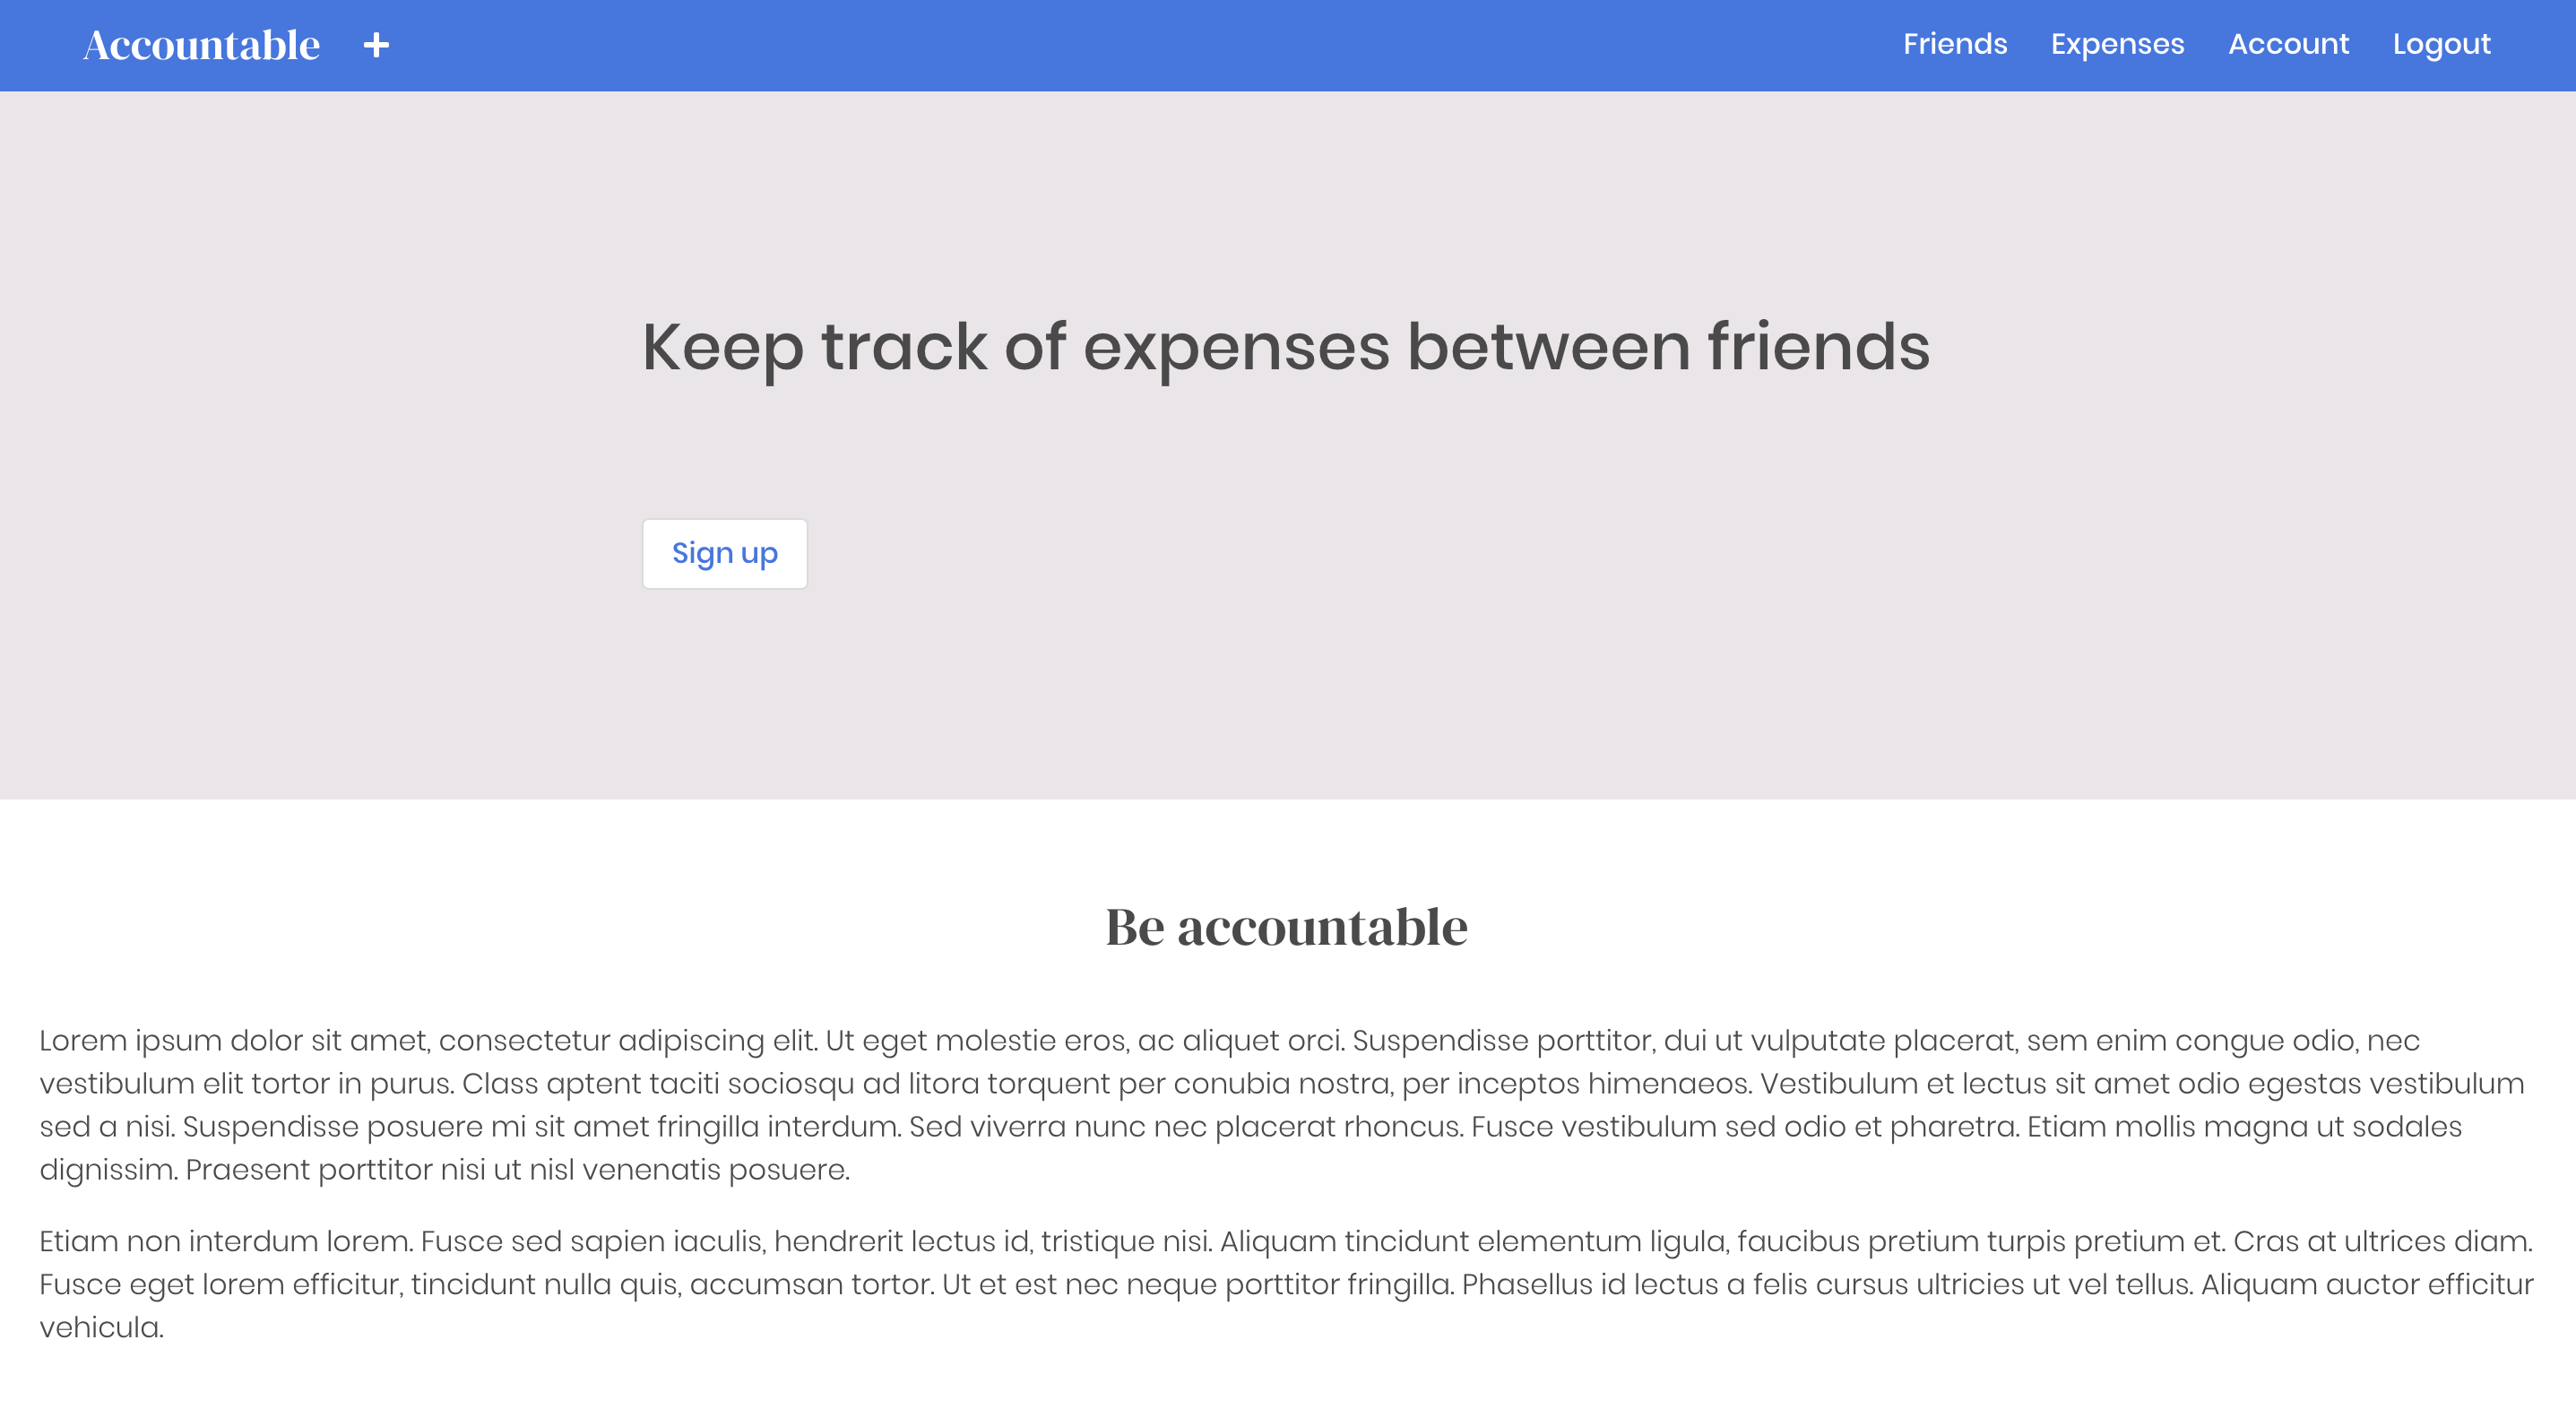 Accountable +
Friends Expenses Account Logout
Keep track of expenses between friends
Sign up
Be accountable
Lorem ipsum dolor sit amet, consectetur adipiscing elit. Ut eget molestie eros, ac aliquet orci. Suspendisse porttitor, dui ut vulputate placerat, sem enim congue odio, nec
vestibulum elit tortor in purus. Class aptent taciti sociosqu ad litora torquent per conubia nostra, per inceptos himenaeos. Vestibulum et lectus sit amet odio egestas vestibulum
sed a nisi. Suspendisse posuere mi sit amet fringilla interdum. Sed viverra nunc nec placerat rhoncus. Fusce vestibulum sed odio et pharetra. Etiam mollis magna ut sodales
dignissim. Praesent porttitor nisi ut nisl venenatis posuere.
Etiam non interdum lorem. Fusce sed sapien iaculis, hendrerit lectus id, tristique nisi. Aliquam tincidunt elementum ligula, faucibus pretium turpis pretium et. Cras at ultrices diam.
Fusce eget lorem efficitur, tincidunt nulla quis, accumsan tortor. Ut et est nec neque porttitor fringilla. Phasellus id lectus a felis cursus ultricies ut vel tellus. Aliquam auctor efficitur
vehicula.